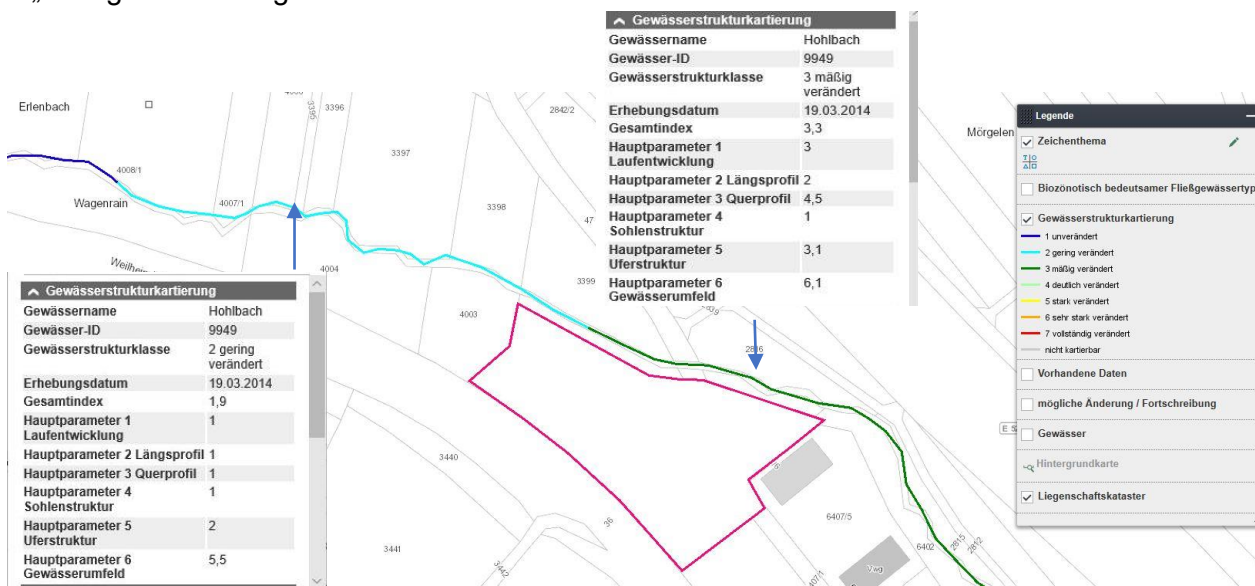 Gewässerstrukturkartierung
Gewässername Hohlbach
Gewässer-ID 9949
Gewässerstrukturklasse 3 mäßig
verändert
Erhebungsdatum 19.03.2014
Gesamtindex 3,3
Hauptparameter 1 3
Laufentwicklung
Hauptparameter 2 Längsprofil 2
Hauptparameter 3 Querprofil 4,5
Hauptparameter 4 1
Sohlenstruktur
Hauptparameter 5 3,1
Uferstruktur
Hauptparameter 6 6,1
Gewässerumfeld
Erlenbach
3395
3396
2842/2
3397
4008/1
Wagenrain
4007/1
3398
47
4004
3399
4003
2816
3440
3441
3442
36
6407/5
6402
2815
2812
Vwg
Mörgelen
Gewässerstrukturkartierung
Gewässername Hohlbach
Gewässer-ID 9949
Gewässerstrukturklasse 2 gering
verändert
Erhebungsdatum 19.03.2014
Gesamtindex 1,9
Hauptparameter 1 1
Laufentwicklung
Hauptparameter 2 Längsprofil 1
Hauptparameter 3 Querprofil 1
Hauptparameter 4 1
Sohlenstruktur
Hauptparameter 5 2
Uferstruktur
Hauptparameter 6 5,5
Gewässerumfeld
Legende
Zeichenthema
Biozönotisch bedeutsamer Fließgewässertyp
Gewässerstrukturkartierung
1 unverändert
2 gering verändert
3 mäßig verändert
4 deutlich verändert
5 stark verändert
6 sehr stark verändert
7 vollständig verändert
nicht kartierbar
Vorhandene Daten
mögliche Änderung / Fortschreibung
Gewässer
Hintergrundkarte
Liegenschaftskataster